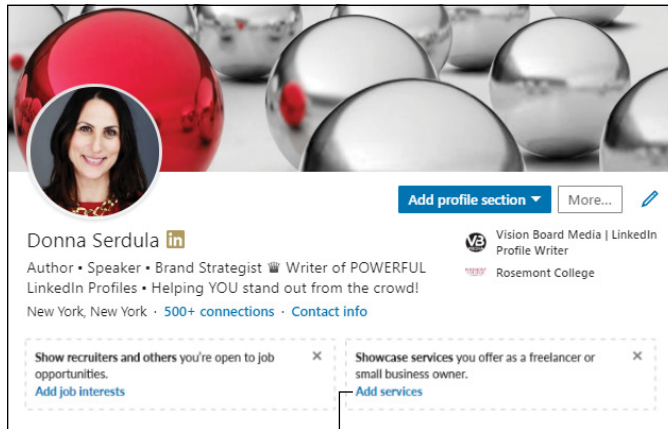 Add profile section
More...
Donna Serdula in
Vision Board Media | LinkedIn
Profile Writer
Author • Speaker • Brand Strategist ♛ Writer of POWERFUL
LinkedIn Profiles • Helping YOU stand out from the crowd!
Rosemont College
New York, New York · 500+ connections · Contact info
Show recruiters and others you're open to job
opportunities.
Add job interests
Showcase services you offer as a freelancer or
small business owner.
Add services